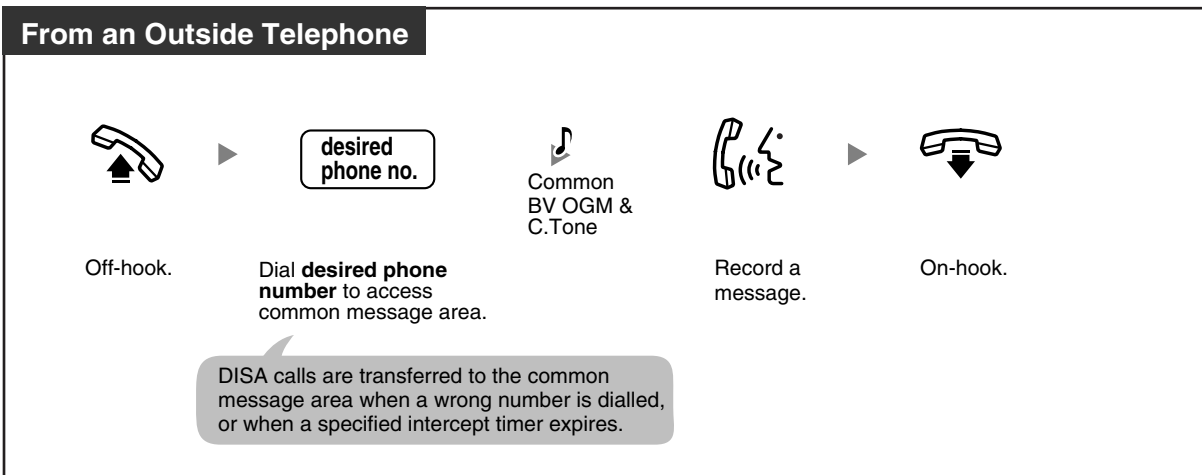 From an Outside Telephone
desired
phone no.
Common
BV OGM &
C.Tone
Off-hook.
Dial desired phone
number to access
common message area.
Record a
message.
On-hook.
DISA calls are transferred to the common
message area when a wrong number is dialled,
or when a specified intercept timer expires.